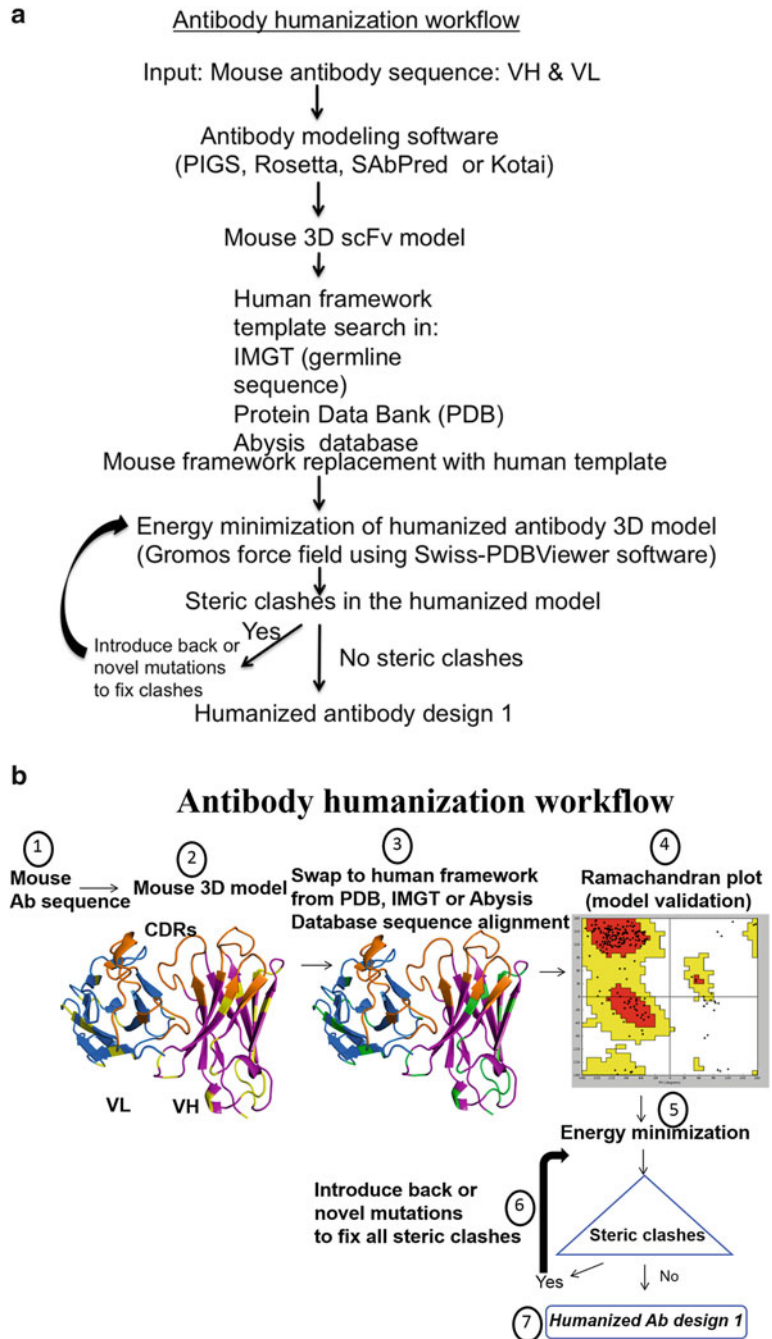 a
Antibody humanization workflow
Input: Mouse antibody sequence: VH & VL
Antibody modeling software
(PIGS, Rosetta, SAbPred or Kotai)
Mouse 3D scFv model
Human framework
template search in:
IMGT (germline
sequence)
Protein Data Bank (PDB)
Abysis database
Mouse framework replacement with human template
Energy minimization of humanized antibody 3D model
(Gromos force field using Swiss-PDBViewer software)
Steric clashes in the humanized model
Yes
Introduce back or
novel mutations
to fix clashes
No steric clashes
Humanized antibody design 1
b
Antibody humanization workflow
1
Mouse
Ab sequence
2
Mouse 3D model
CDRs
VL
VH
3
Swap to human framework
from PDB, IMGT or Abysis
Database sequence alignment
4
Ramachandran plot
(model validation)
5
Energy minimization
6
Introduce back or
novel mutations
to fix all steric clashes
Steric clashes
Yes
No
7
Humanized Ab design 1